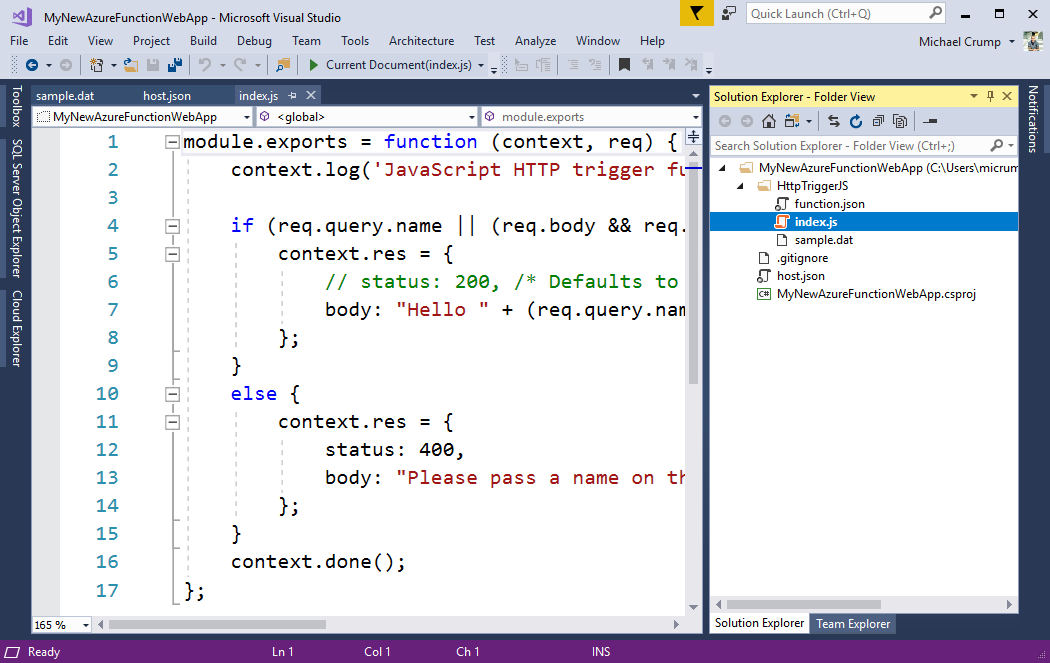 MyNewAzureFunctionWebApp - Microsoft Visual Studio
Quick Launch (Ctrl+Q)
File Edit View Project Build Debug Team Tools Architecture Test Analyze Window Help
Michael Crump
Current Document(index.js)
Toolbox
SQL Server Object Explorer
Cloud Explorer
sample.dat host.json index.js
MyNewAzureFunctionWebApp <global> module.exports
1 module.exports = function (context, req) {
2 context.log('JavaScript HTTP trigger fu
3
4 if (req.query.name || (req.body && req.
5 context.res = {
6 // status: 200, /* Defaults to
7 body: "Hello " + (req.query.nam
8 };
9 }
10 else {
11 context.res = {
12 status: 400,
13 body: "Please pass a name on th
14 };
15 }
16 context.done();
17 };
165 %
Solution Explorer - Folder View
Search Solution Explorer - Folder View (Ctrl+;)
MyNewAzureFunctionWebApp (C:\Users\micrum
HttpTriggerJS
function.json
index.js
sample.dat
.gitignore
host.json
C# MyNewAzureFunctionWebApp.csproj
Solution Explorer Team Explorer
Notifications
Ready Ln 1 Col 1 Ch 1 INS